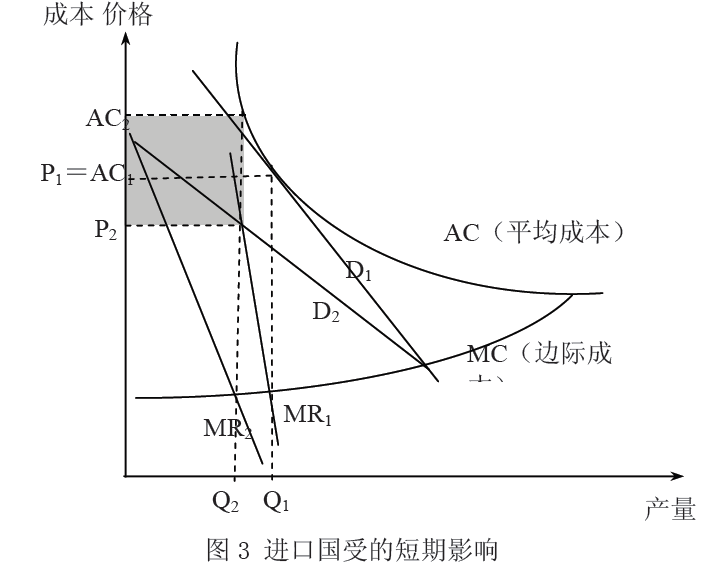 成本 价格
AC₂
P₁＝AC₁
P₂
AC（平均成本）
D₁
D₂
MC（边际成
本）
MR₂
MR₁
Q₂
Q₁
产量
图 3 进口国受的短期影响